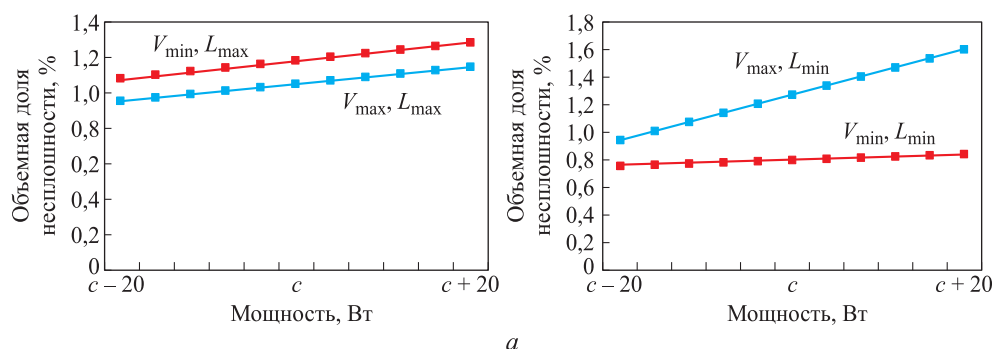 Объемная доля
несплошности, %
1,4
1,2
1,0
0,8
0,2
0,4
0,2
0
Vmin, Lmax
Vmax, Lmax
c – 20
c
c + 20
Мощность, Вт
Объемная доля
несплошности, %
1,8
1,6
1,4
1,2
1,0
0,8
0,6
0,4
0,2
0
Vmax, Lmin
Vmin, Lmin
c – 20
c
c + 20
Мощность, Вт
а